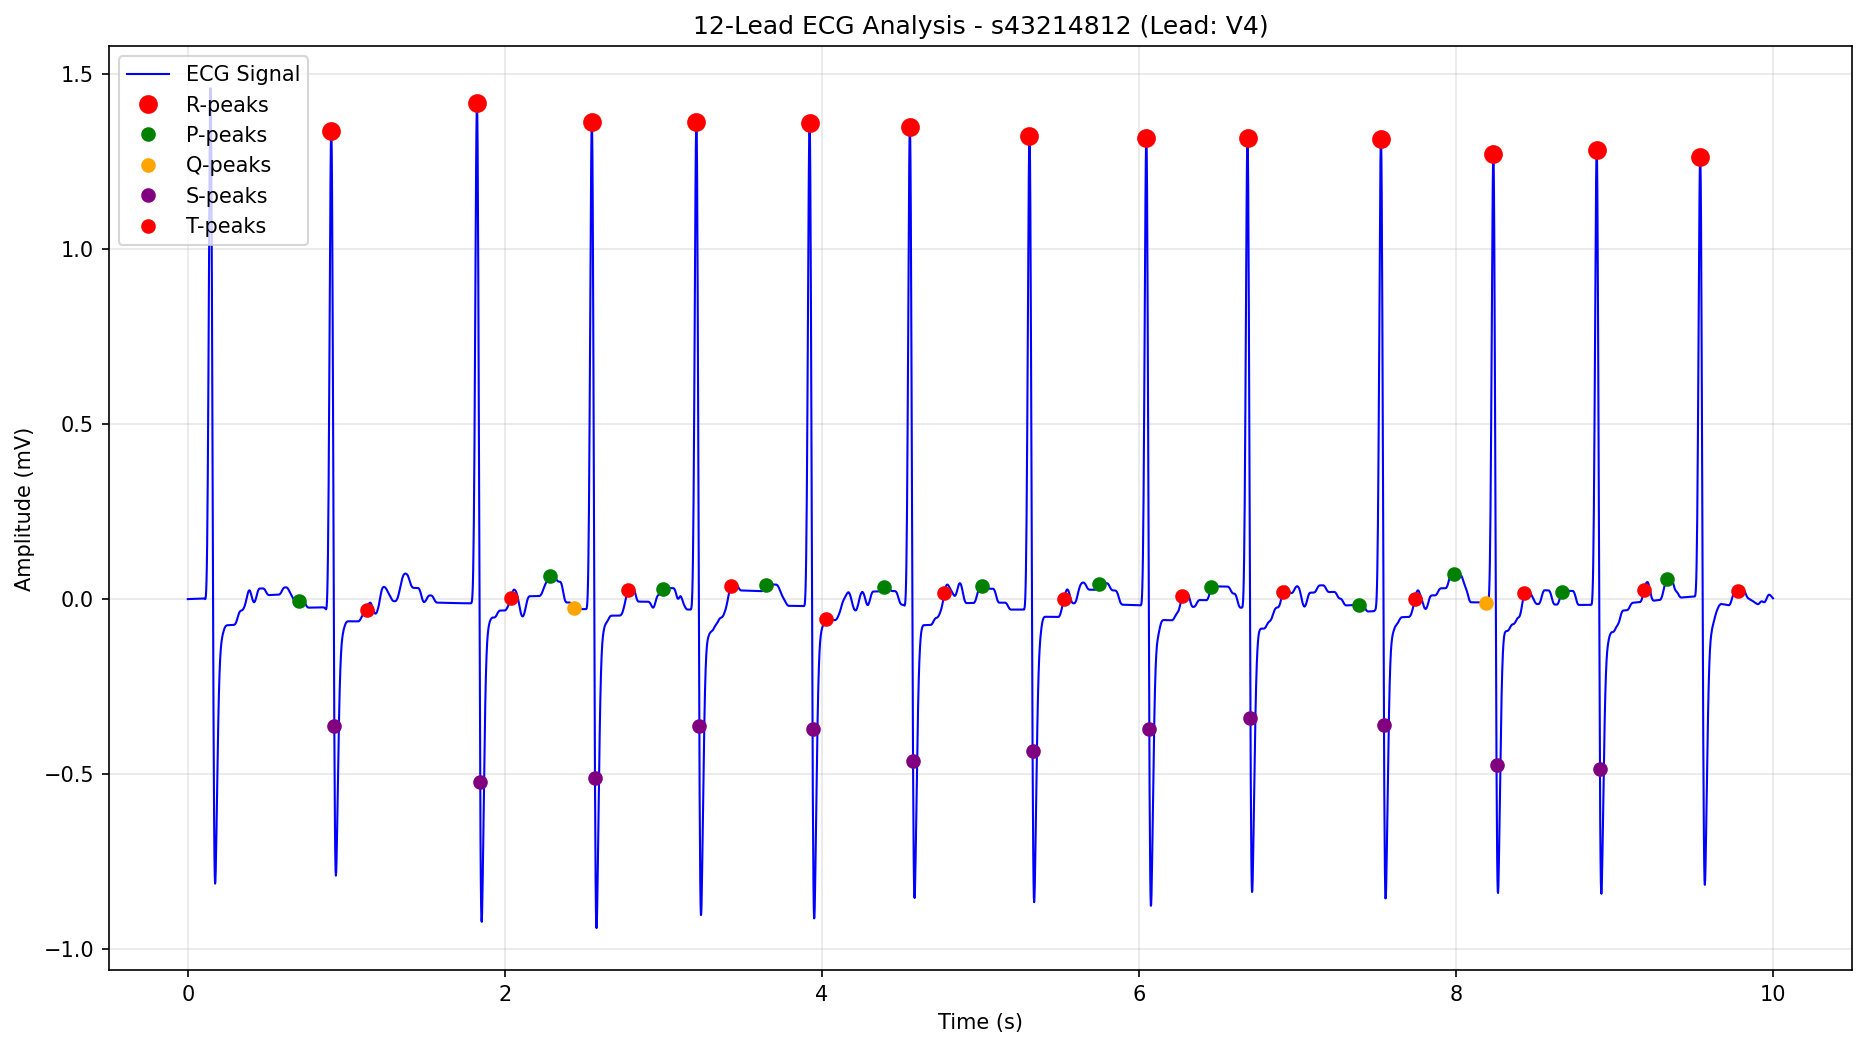 12-Lead ECG Analysis - s43214812 (Lead: V4)
ECG Signal
R-peaks
P-peaks
Q-peaks
S-peaks
T-peaks
1.5
1.0
0.5
0.0
−0.5
−1.0
Amplitude (mV)
0 2 4 6 8 10
Time (s)